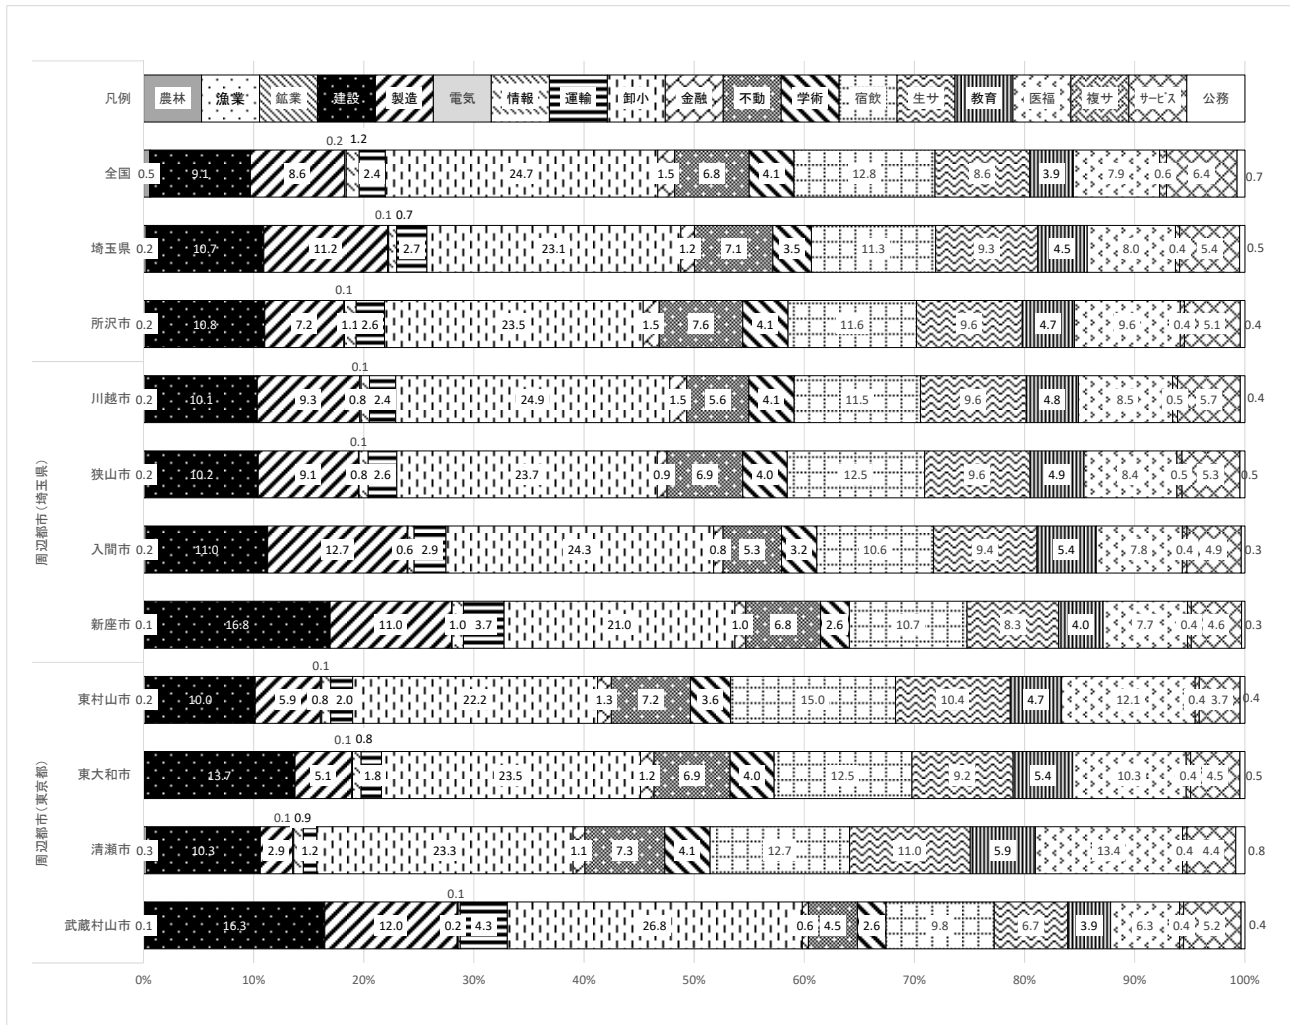 凡例 農林 漁業 鉱業 建設 製造 電気 情報 運輸 卸小 金融 不動 学術 宿飲 生サ 教育 医福 複サ サービス 公務
0.2 1.2
全国 0.5 9.1 8.6 2.4 24.7 1.5 6.8 4.1 12.8 8.6 3.9 7.9 0.6 6.4 0.7
0.1 0.7
埼玉県 0.2 10.7 11.2 2.7 23.1 1.2 7.1 3.5 11.3 9.3 4.5 8.0 0.4 5.4 0.5
0.1
所沢市 0.2 10.8 7.2 1.1 2.6 23.5 1.5 7.6 4.1 11.6 9.6 4.7 9.6 0.4 5.1 0.4
周辺都市(埼玉県)
0.1
川越市 0.2 10.1 9.3 0.8 2.4 24.9 1.5 5.6 4.1 11.5 9.6 4.8 8.5 0.5 5.7 0.4
0.1
狭山市 0.2 10.2 9.1 0.8 2.6 23.7 0.9 6.9 4.0 12.5 9.6 4.9 8.4 0.5 5.3 0.5
入間市 0.2 11.0 12.7 0.6 2.9 24.3 0.8 5.3 3.2 10.6 9.4 5.4 7.8 0.4 4.9 0.3
新座市 0.1 16.8 11.0 1.0 3.7 21.0 1.0 6.8 2.6 10.7 8.3 4.0 7.7 0.4 4.6 0.3
周辺都市(東京都)
0.1
東村山市 0.2 10.0 5.9 0.8 2.0 22.2 1.3 7.2 3.6 15.0 10.4 4.7 12.1 0.4 3.7 0.4
0.1 0.8
東大和市 13.7 5.1 1.8 23.5 1.2 6.9 4.0 12.5 9.2 5.4 10.3 0.4 4.5 0.5
0.1 0.9
清瀬市 0.3 10.3 2.9 1.2 23.3 1.1 7.3 4.1 12.7 11.0 5.9 13.4 0.4 4.4 0.8
0.1
武蔵村山市 0.1 16.3 12.0 0.2 4.3 26.8 0.6 4.5 2.6 9.8 6.7 3.9 6.3 0.4 5.2 0.4
0% 10% 20% 30% 40% 50% 60% 70% 80% 90% 100%